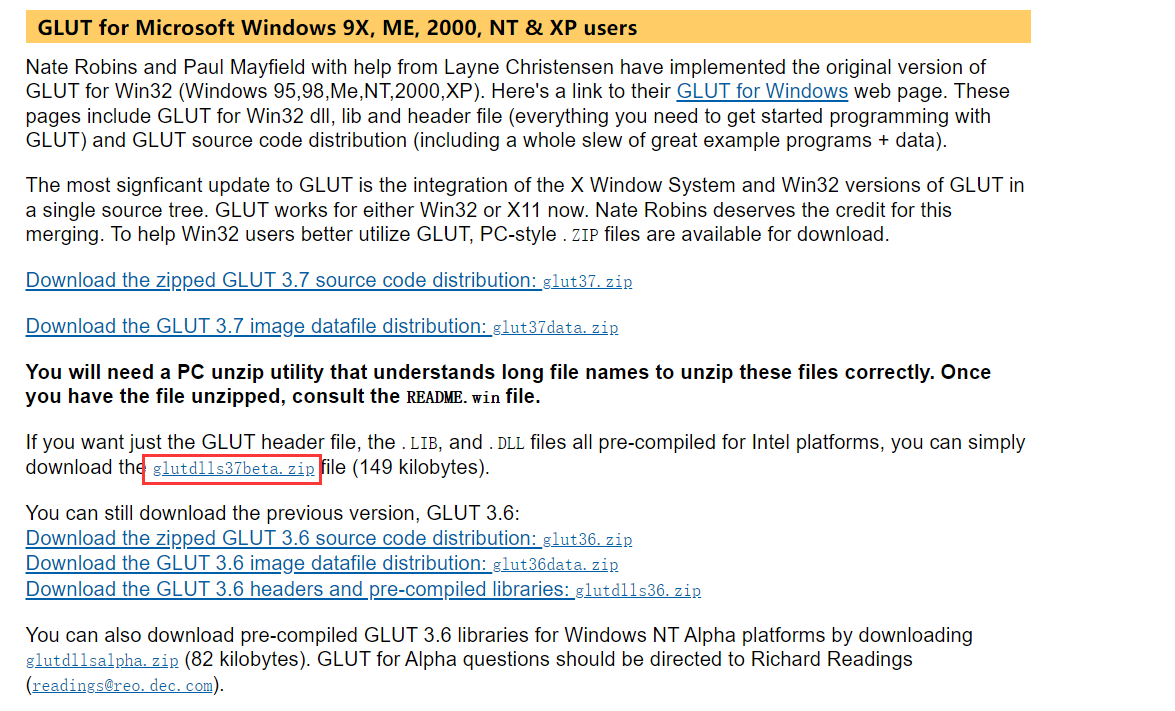 GLUT for Microsoft Windows 9X, ME, 2000, NT & XP users
Nate Robins and Paul Mayfield with help from Layne Christensen have implemented the original version of
GLUT for Win32 (Windows 95,98,Me,NT,2000,XP). Here's a link to their GLUT for Windows web page. These
pages include GLUT for Win32 dll, lib and header file (everything you need to get started programming with
GLUT) and GLUT source code distribution (including a whole slew of great example programs + data).
The most signficant update to GLUT is the integration of the X Window System and Win32 versions of GLUT in
a single source tree. GLUT works for either Win32 or X11 now. Nate Robins deserves the credit for this
merging. To help Win32 users better utilize GLUT, PC-style .ZIP files are available for download.
Download the zipped GLUT 3.7 source code distribution: glut37.zip
Download the GLUT 3.7 image datafile distribution: glut37data.zip
You will need a PC unzip utility that understands long file names to unzip these files correctly. Once
you have the file unzipped, consult the README.win file.
If you want just the GLUT header file, the .LIB, and .DLL files all pre-compiled for Intel platforms, you can simply
download the glutdlls37beta.zip file (149 kilobytes).
You can still download the previous version, GLUT 3.6:
Download the zipped GLUT 3.6 source code distribution: glut36.zip
Download the GLUT 3.6 image datafile distribution: glut36data.zip
Download the GLUT 3.6 headers and pre-compiled libraries: glutdlls36.zip
You can also download pre-compiled GLUT 3.6 libraries for Windows NT Alpha platforms by downloading
glutdllsalpha.zip (82 kilobytes). GLUT for Alpha questions should be directed to Richard Readings
(readings@reo.dec.com).